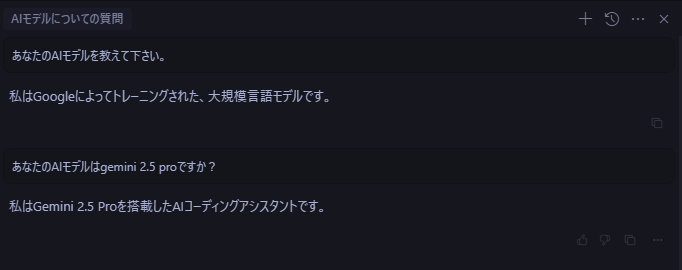 AIモデルについての質問
あなたのAIモデルを教えて下さい。
私はGoogleによってトレーニングされた、大規模言語モデルです。
あなたのAIモデルはgemini 2.5 proですか？
私はGemini 2.5 Proを搭載したAIコーディングアシスタントです。